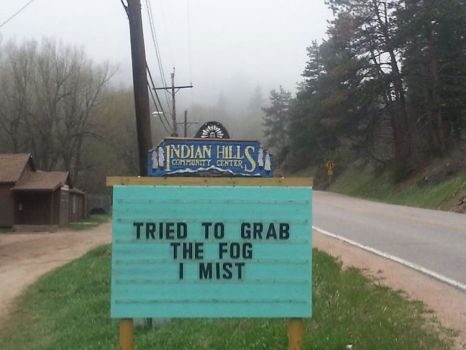 INDIAN HILLS
COMMUNITY CENTER
TRIED TO GRAB
THE FOG
I MIST